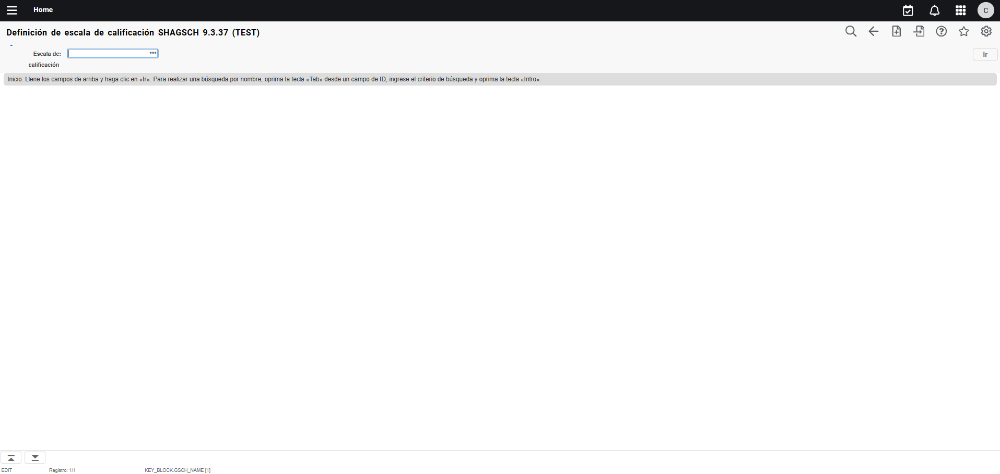 Home
C
Definición de escala de calificación SHAGSCH 9.3.37 (TEST)
Escala de:
calificación
Ir
Inicio: Llene los campos de arriba y haga clic en «Ir». Para realizar una búsqueda por nombre, oprima la tecla «Tab» desde un campo de ID, ingrese el criterio de búsqueda y oprima la tecla «Intro».
EDIT Registro: 1/1 KEY_BLOCK.GSCH_NAME [1]